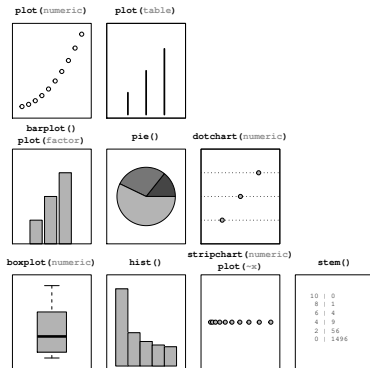 plot(numeric)
plot(table)
barplot()
plot(factor)
pie()
dotchart(numeric)
boxplot(numeric)
hist()
stripchart(numeric)
plot(~x)
stem()
10 | 0
8 | 1
6 | 4
4 | 9
2 | 56
0 | 1496